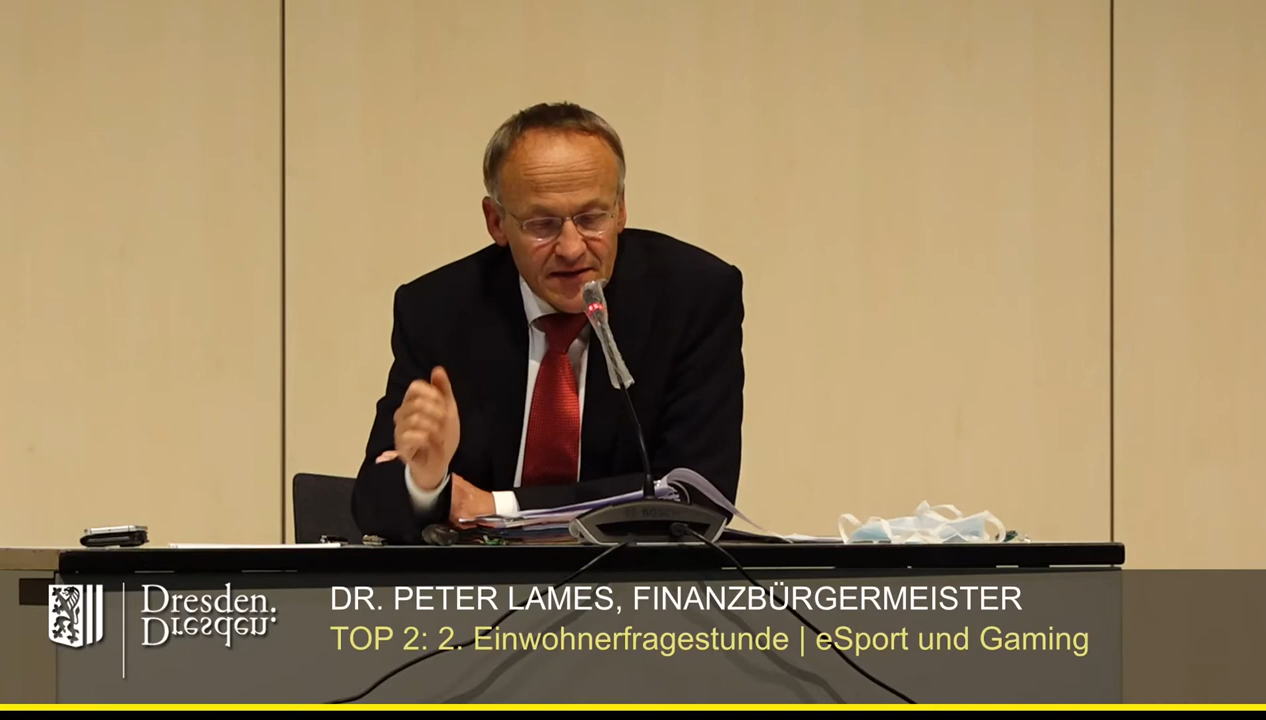 Dresden.
Dresden.
DR. PETER LAMES, FINANZBÜRGERMEISTER
TOP 2: 2. Einwohnerfragestunde | eSport und Gaming